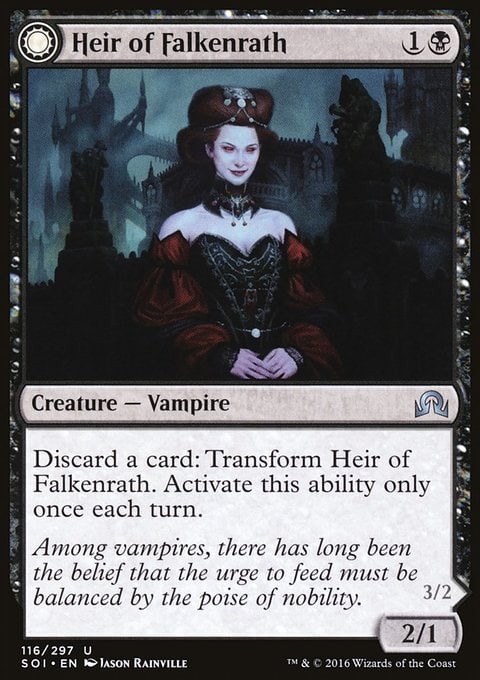 Heir of Falkenrath 1
Creature — Vampire
Discard a card: Transform Heir of
Falkenrath. Activate this ability only
once each turn.
Among vampires, there has long been
the belief that the urge to feed must be
balanced by the poise of nobility.
3/2
2/1
116/297 U
SOI • EN Jason Rainville
™ & © 2016 Wizards of the Coast